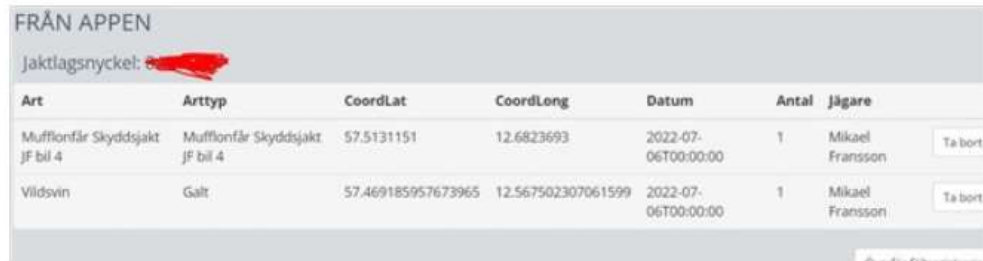 FRÅN APPEN
Jaktlagsnyckel:
Art Arttyp CoordLat CoordLong Datum Antal Jägare
Mufflonfår Skyddsjakt Mufflonfår Skyddsjakt 57.5131151 12.6823693 2022-07- 1 Mikael Ta bort
JF bil 4 JF bil 4 06T00:00:00 Fransson
Vildsvin Galt 57.469185957673965 12.567502307061599 2022-07- 1 Mikael Ta bort
06T00:00:00 Fransson